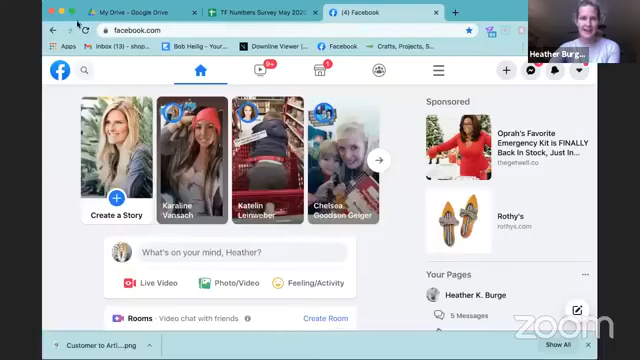 My Drive - Google Drive
TF Numbers Survey May 2020
(4) Facebook
facebook.com
Apps
Inbox (13) - shop...
Bob Heilig - Youtu...
Downline Viewer |...
Facebook
Crafts, Projects, S...
Heather Burg...
9+
1
Create a Story
Karaline
Vansach
Katelin
Leinweber
Chelsea
Goodson Geiger
Sponsored
Oprah's Favorite
Emergency Kit is FINALLY
Back In Stock, Just In...
thegetwell.co
Rothy's
rothys.com
What's on your mind, Heather?
Live Video
Photo/Video
Feeling/Activity
Rooms · Video chat with friends
Create Room
Your Pages
Heather K. Burge
5 Messages
zoom
Customer to Arti....png
Show All